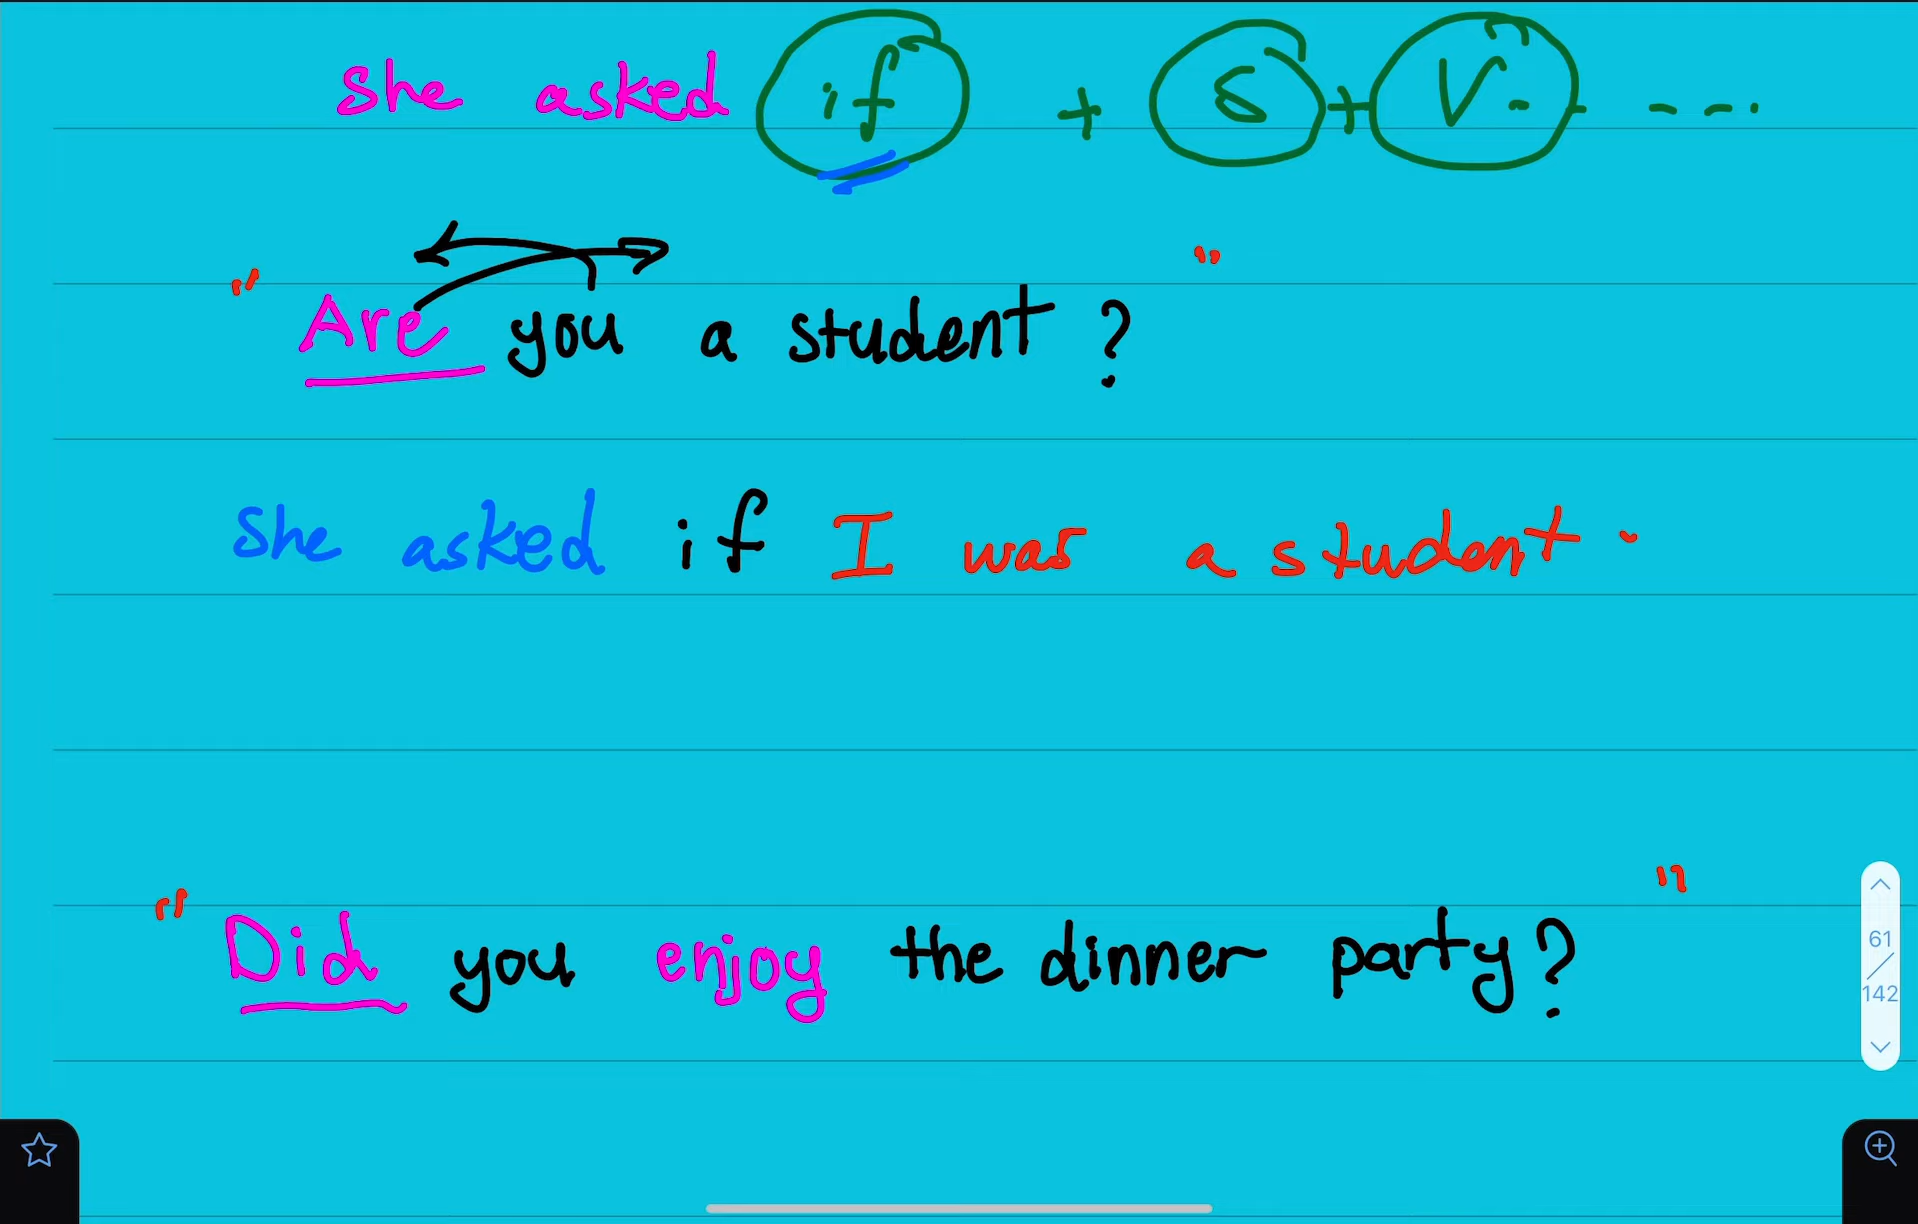 She asked if + S + V. - ---.
"Are you a student ?"
She asked if I was a student.
"Did you enjoy the dinner party?"
61
142